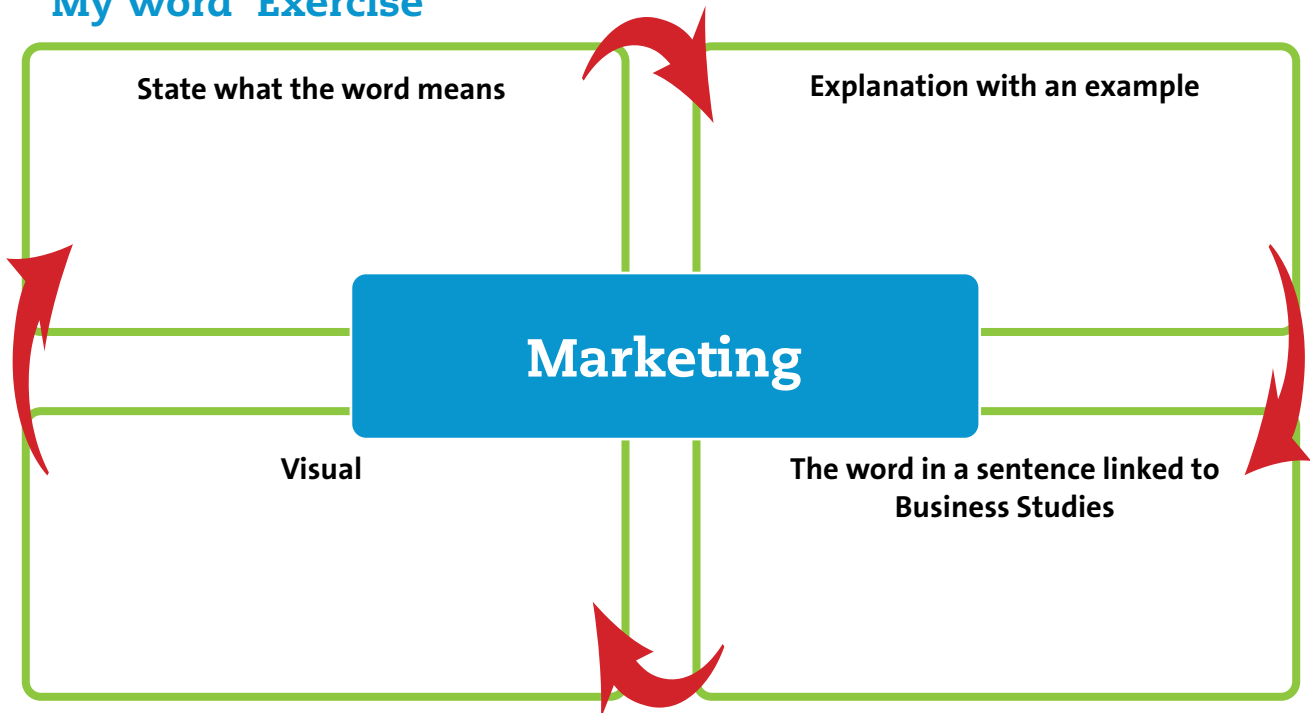 My Word Exercise
State what the word means
Explanation with an example
Marketing
Visual
The word in a sentence linked to
Business Studies